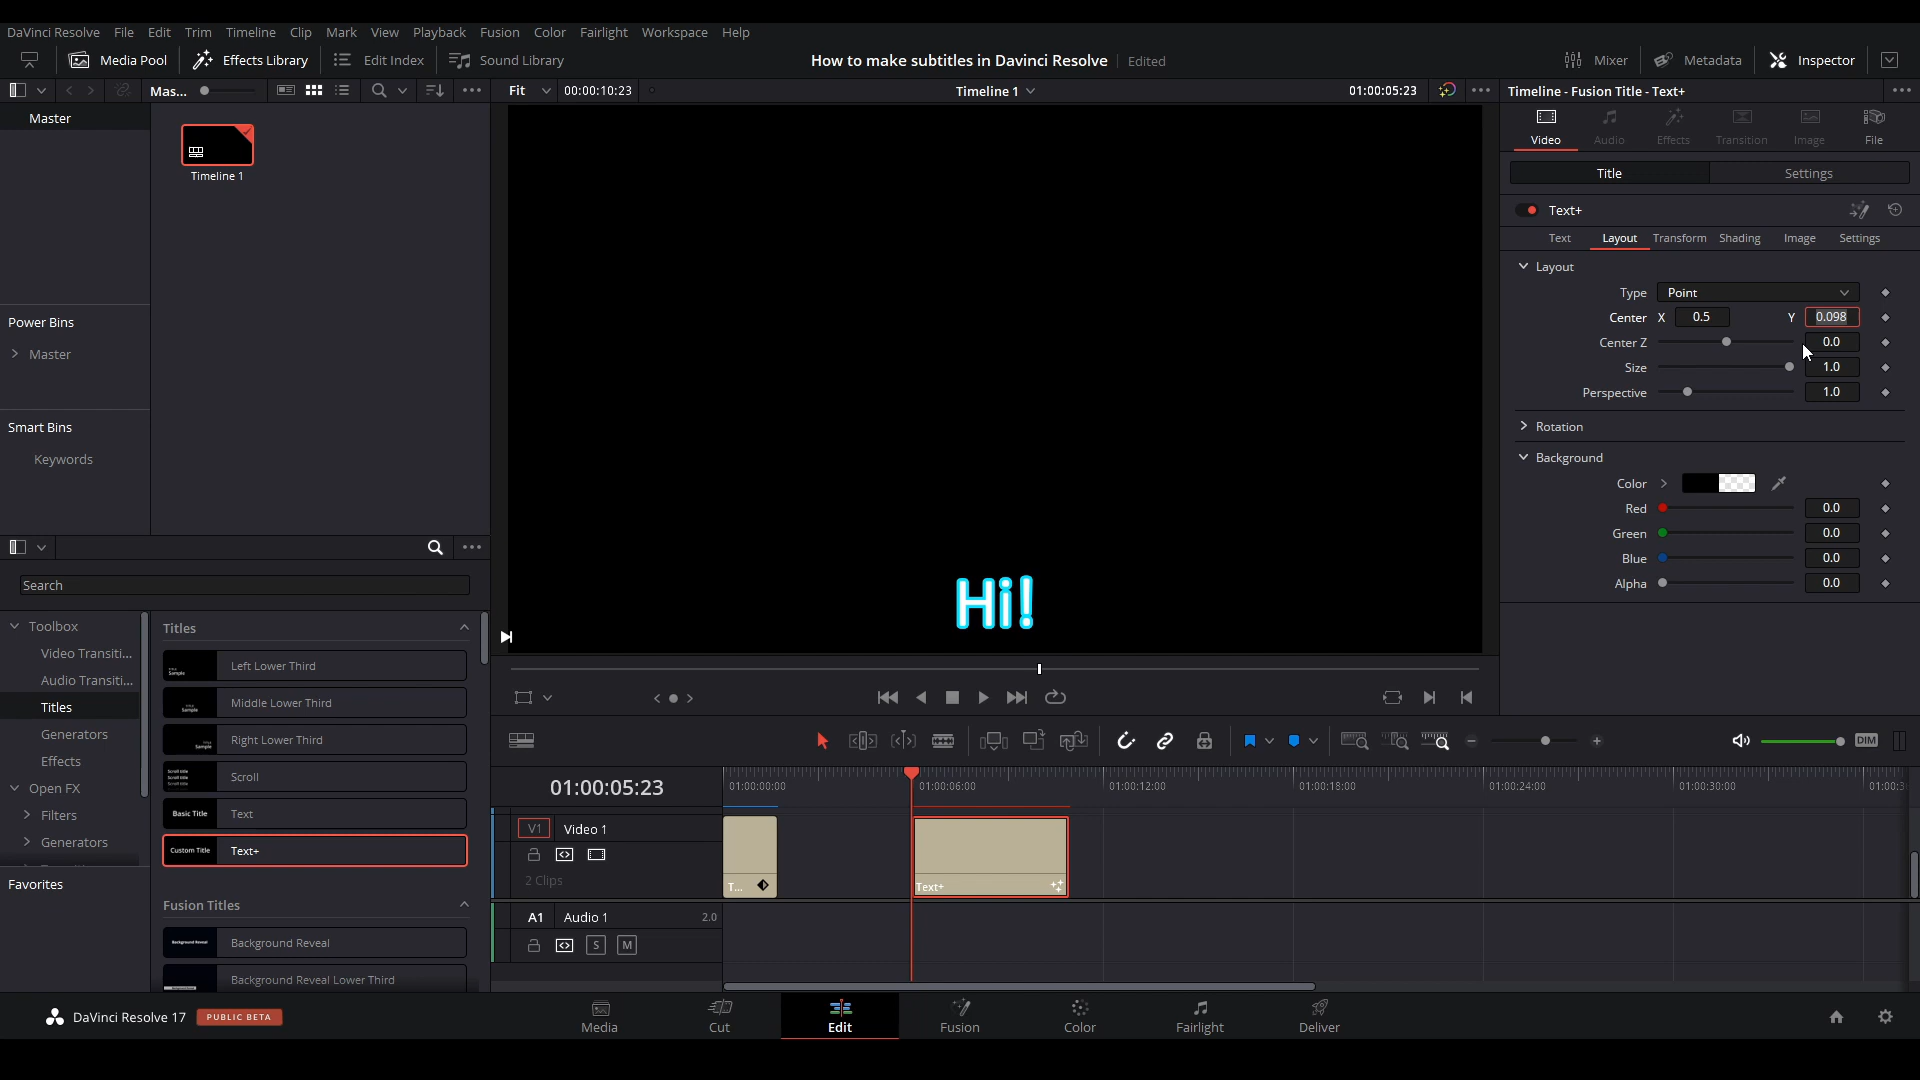 DaVinci Resolve File Edit Trim Timeline Clip Mark View Playback Fusion Color Fairlight Workspace Help
Media Pool Effects Library Edit Index Sound Library How to make subtitles in Davinci Resolve Edited Mixer Metadata Inspector
Mas... Fit 00:00:10:23 Timeline 1 01:00:05:23 Timeline - Fusion Title - Text+
Master
Timeline 1
Power Bins
Master
Smart Bins
Keywords
Video Audio Effects Transition Image File
Title Settings
Text+
Text Layout Transform Shading Image Settings
Layout
Type Point
Center X 0.5 Y 0.098
Center Z 0.0
Size 1.0
Perspective 1.0
Rotation
Background
Color
Red 0.0
Green 0.0
Blue 0.0
Alpha 0.0
Hi!
Search
Toolbox
Video Transiti...
Audio Transiti...
Titles
Generators
Effects
Open FX
Filters
Generators
Favorites
Titles
Left Lower Third
Middle Lower Third
Right Lower Third
Scroll
Basic Title Text
Custom Title Text+
Fusion Titles
Background Reveal Background Reveal
Background Reveal Lower Third
DIM
01:00:05:23 01:00:00:00 01:00:06:00 01:00:12:00 01:00:18:00 01:00:24:00 01:00:30:00 01:00:3
V1 Video 1
2 Clips
T... Text+
A1 Audio 1 2.0
S M
DaVinci Resolve 17 PUBLIC BETA
Media Cut Edit Fusion Color Fairlight Deliver